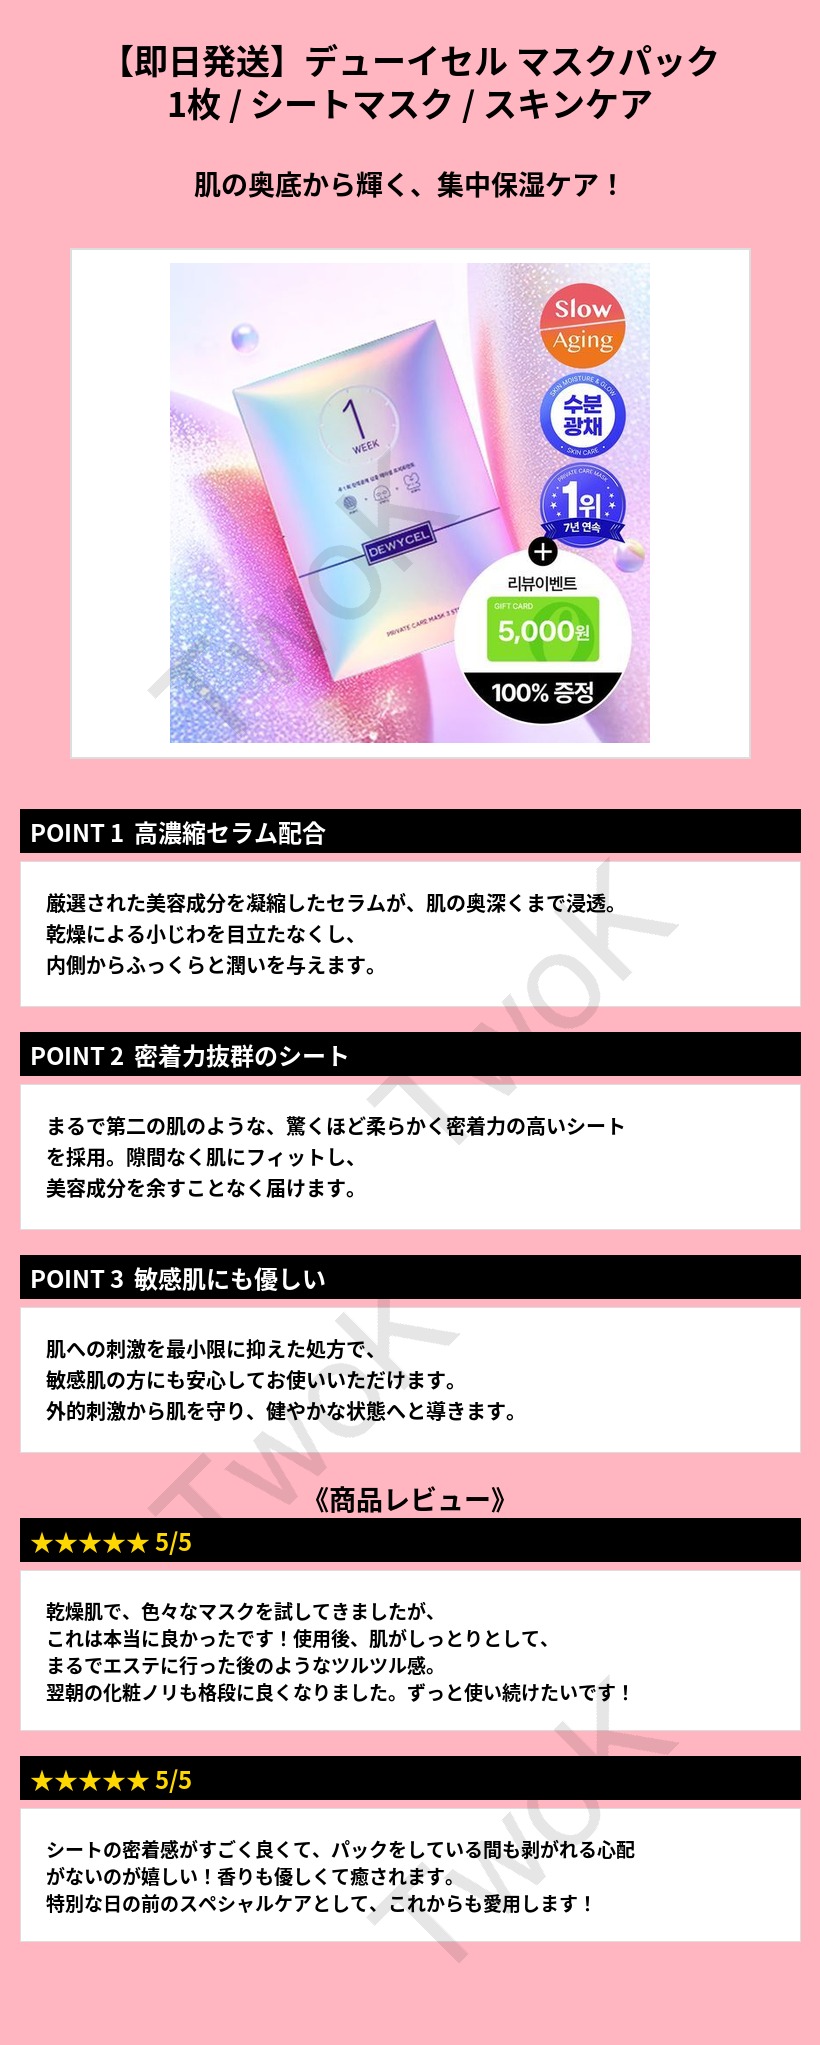 【即日発送】デューイセル マスクパック
1枚 / シートマスク / スキンケア
肌の奥底から輝く、集中保湿ケア！
Slow
Aging
SKIN MOISTURE & GLOW
수분
광채
SKIN CARE
PRIVATE CARE MASK
1위
7년 연속
1
WEEK
DEWYCEL
PRIVATE CARE MASK 3
+
리뷰이벤트
GIFT CARD
5,000원
100% 증정
TwoK
POINT 1 高濃縮セラム配合
厳選された美容成分を凝縮したセラムが、肌の奥深くまで浸透。
乾燥による小じわを目立たなくし、
内側からふっくらと潤いを与えます。
TwoK
POINT 2 密着力抜群のシート
まるで第二の肌のような、驚くほど柔らかく密着力の高いシート
を採用。隙間なく肌にフィットし、
美容成分を余すことなく届けます。
POINT 3 敏感肌にも優しい
肌への刺激を最小限に抑えた処方で、
敏感肌の方にも安心してお使いいただけます。
外的刺激から肌を守り、健やかな状態へと導きます。
TwoK
《商品レビュー》
★★★★★ 5/5
乾燥肌で、色々なマスクを試してきましたが、
これは本当に良かったです！使用後、肌がしっとりとして、
まるでエステに行った後のようなツルツル感。
翌朝の化粧ノリも格段に良くなりました。ずっと使い続けたいです！
★★★★★ 5/5
シートの密着感がすごく良くて、パックをしている間も剥がれる心配
がないのが嬉しい！香りも優しくて癒されます。
特別な日の前のスペシャルケアとして、これからも愛用します！
TwoK